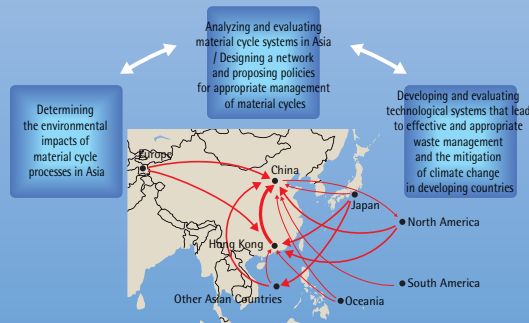 Analyzing and evaluating
material cycle systems in Asia
/ Designing a network
and proposing policies
for appropriate management
of material cycles
Determining
the environmental
impacts of
material cycle
processes in Asia
Developing and evaluating
technological systems that lead
to effective and appropriate
waste management
and the mitigation
of climate change
in developing countries
Europe
China
Japan
North America
Hong Kong
South America
Other Asian Countries
Oceania